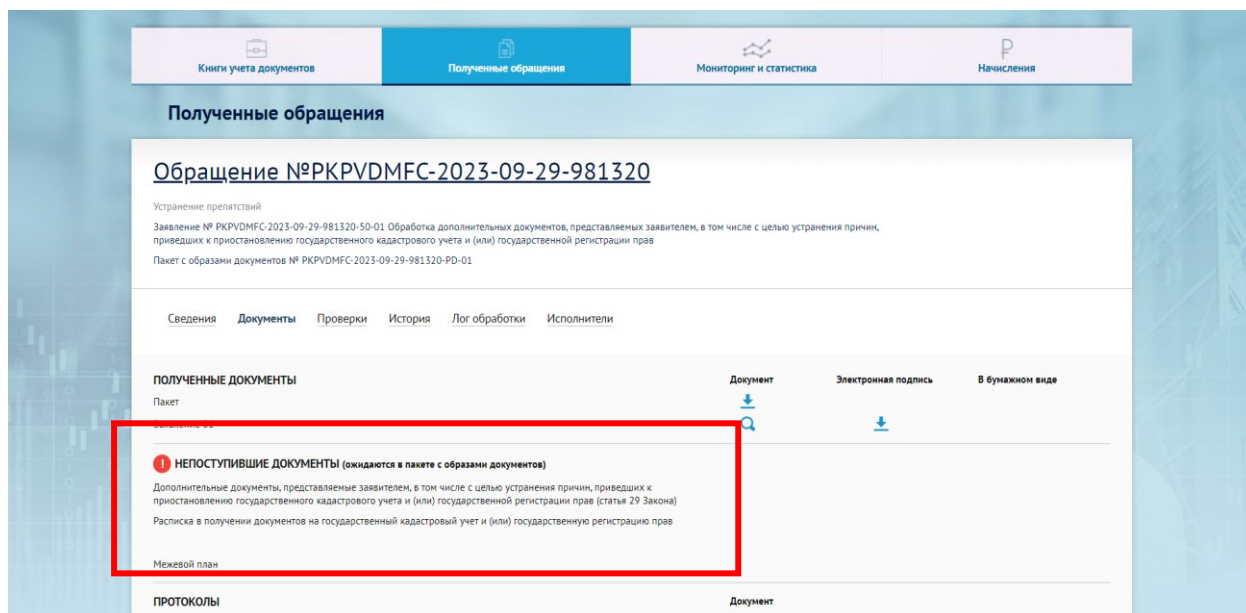 Книги учета документов
Полученные обращения
Мониторинг и статистика
Начисления
Полученные обращения
Обращение №PKPVDMFC-2023-09-29-981320
Устранение препятствий
Заявление № PKPVDMFC-2023-09-29-981320-50-01 Обработка дополнительных документов, представляемых заявителем, в том числе с целью устранения причин,
приведших к приостановлению государственного кадастрового учета и (или) государственной регистрации прав
Пакет с образами документов № PKPVDMFC-2023-09-29-981320-PD-01
Сведения Документы Проверки История Лог обработки Исполнители
ПОЛУЧЕННЫЕ ДОКУМЕНТЫ Документ Электронная подпись В бумажном виде
Пакет
НЕПОСТУПИВШИЕ ДОКУМЕНТЫ (ожидаются в пакете с образами документов)
Дополнительные документы, представляемые заявителем, в том числе с целью устранения причин, приведших к
приостановлению государственного кадастрового учета и (или) государственной регистрации прав (статья 29 Закона)
Расписка в получении документов на государственный кадастровый учет и (или) государственную регистрацию прав
Межевой план
ПРОТОКОЛЫ Документ